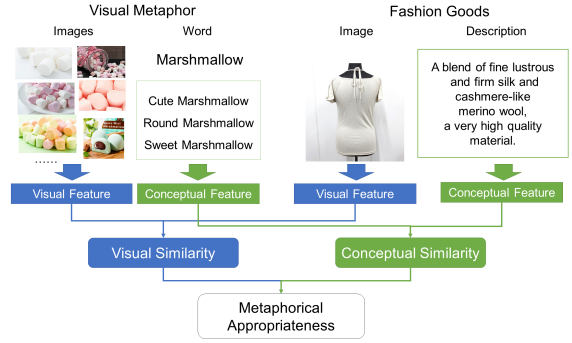 Visual Metaphor
Fashion Goods
Images
Word
Image
Description
Marshmallow
Cute Marshmallow
Round Marshmallow
Sweet Marshmallow
A blend of fine lustrous
and firm silk and
cashmere-like
merino wool,
a very high quality
material.
......
Visual Feature
Conceptual Feature
Visual Feature
Conceptual Feature
Visual Similarity
Conceptual Similarity
Metaphorical
Appropriateness